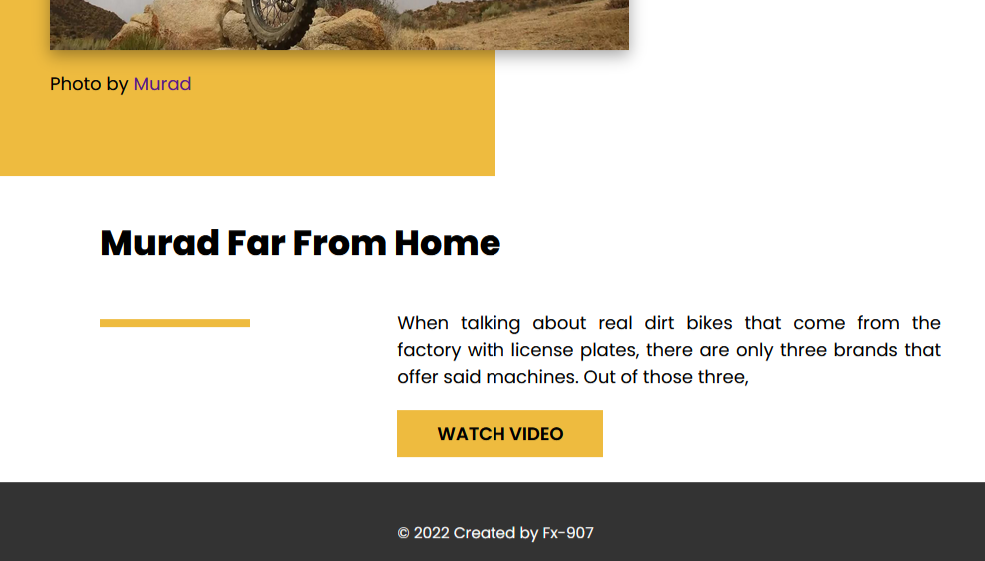 Photo by Murad
Murad Far From Home
When talking about real dirt bikes that come from the
factory with license plates, there are only three brands that
offer said machines. Out of those three,
WATCH VIDEO
© 2022 Created by Fx-907